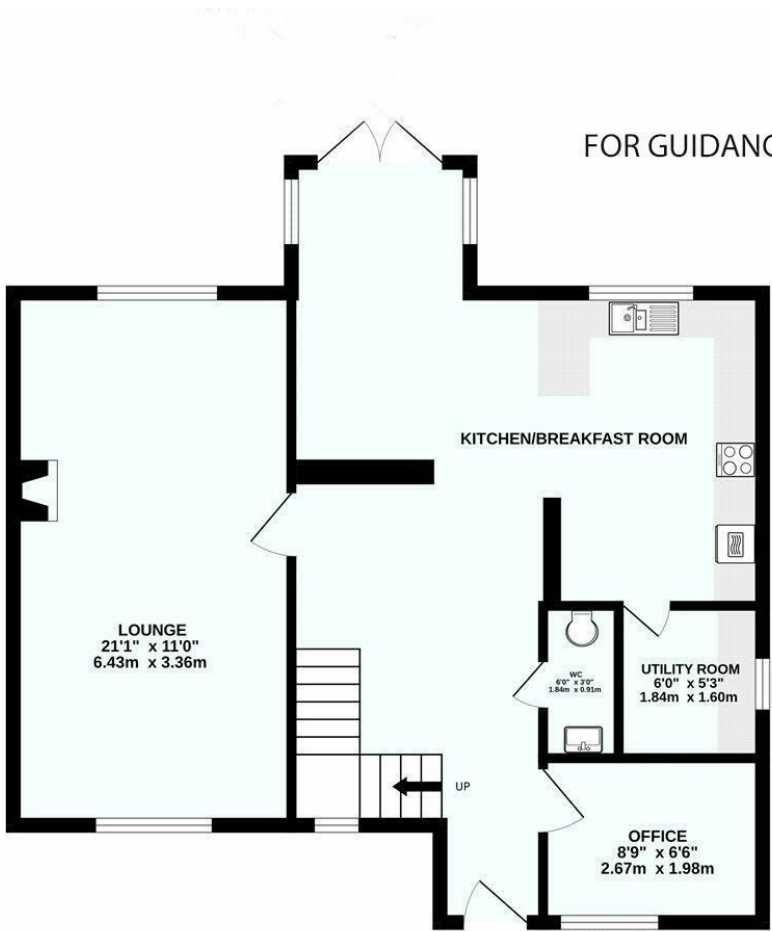 FOR GUIDANC
KITCHEN/BREAKFAST ROOM
LOUNGE
21'1" x 11'0"
6.43m x 3.36m
WC
6'0" x 3'0"
1.84m x 0.91m
UTILITY ROOM
6'0" x 5'3"
1.84m x 1.60m
UP
OFFICE
8'9" x 6'6"
2.67m x 1.98m